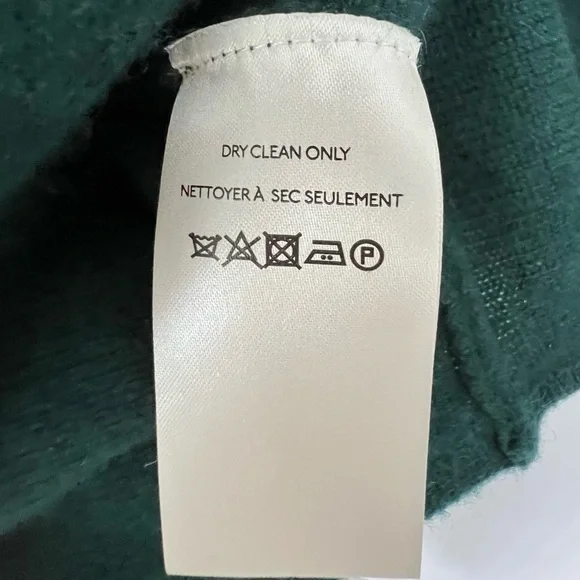 DRY CLEAN ONLY
NETTOYER À SEC SEULEMENT
P